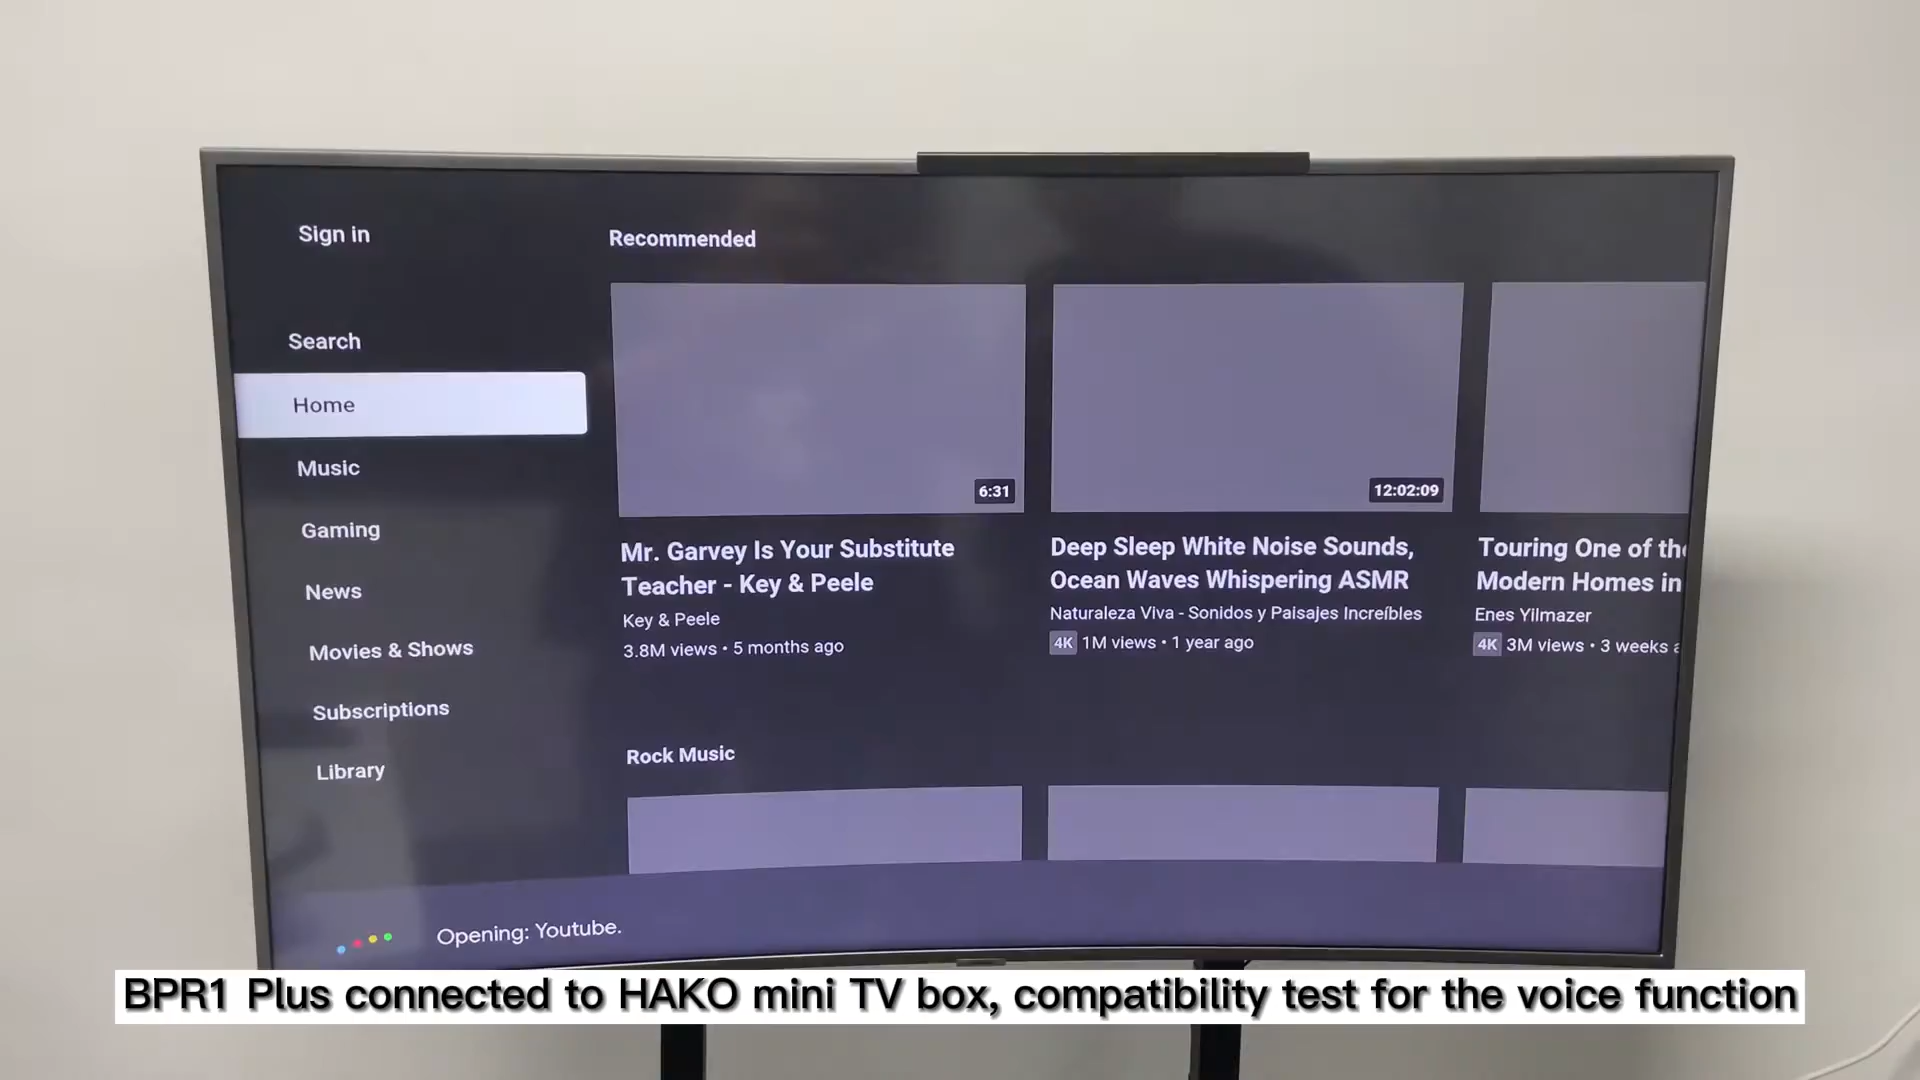 Sign in
Search
Home
Music
Gaming
News
Movies & Shows
Subscriptions
Library
Recommended
6:31
Mr. Garvey Is Your Substitute
Teacher - Key & Peele
Key & Peele
3.8M views • 5 months ago
12:02:09
Deep Sleep White Noise Sounds,
Ocean Waves Whispering ASMR
Naturaleza Viva - Sonidos y Paisajes Increíbles
4K 1M views • 1 year ago
Touring One of the
Modern Homes in
Enes Yilmazer
4K 3M views • 3 weeks
Rock Music
Opening: Youtube.
BPR1 Plus connected to HAKO mini TV box, compatibility test for the voice function